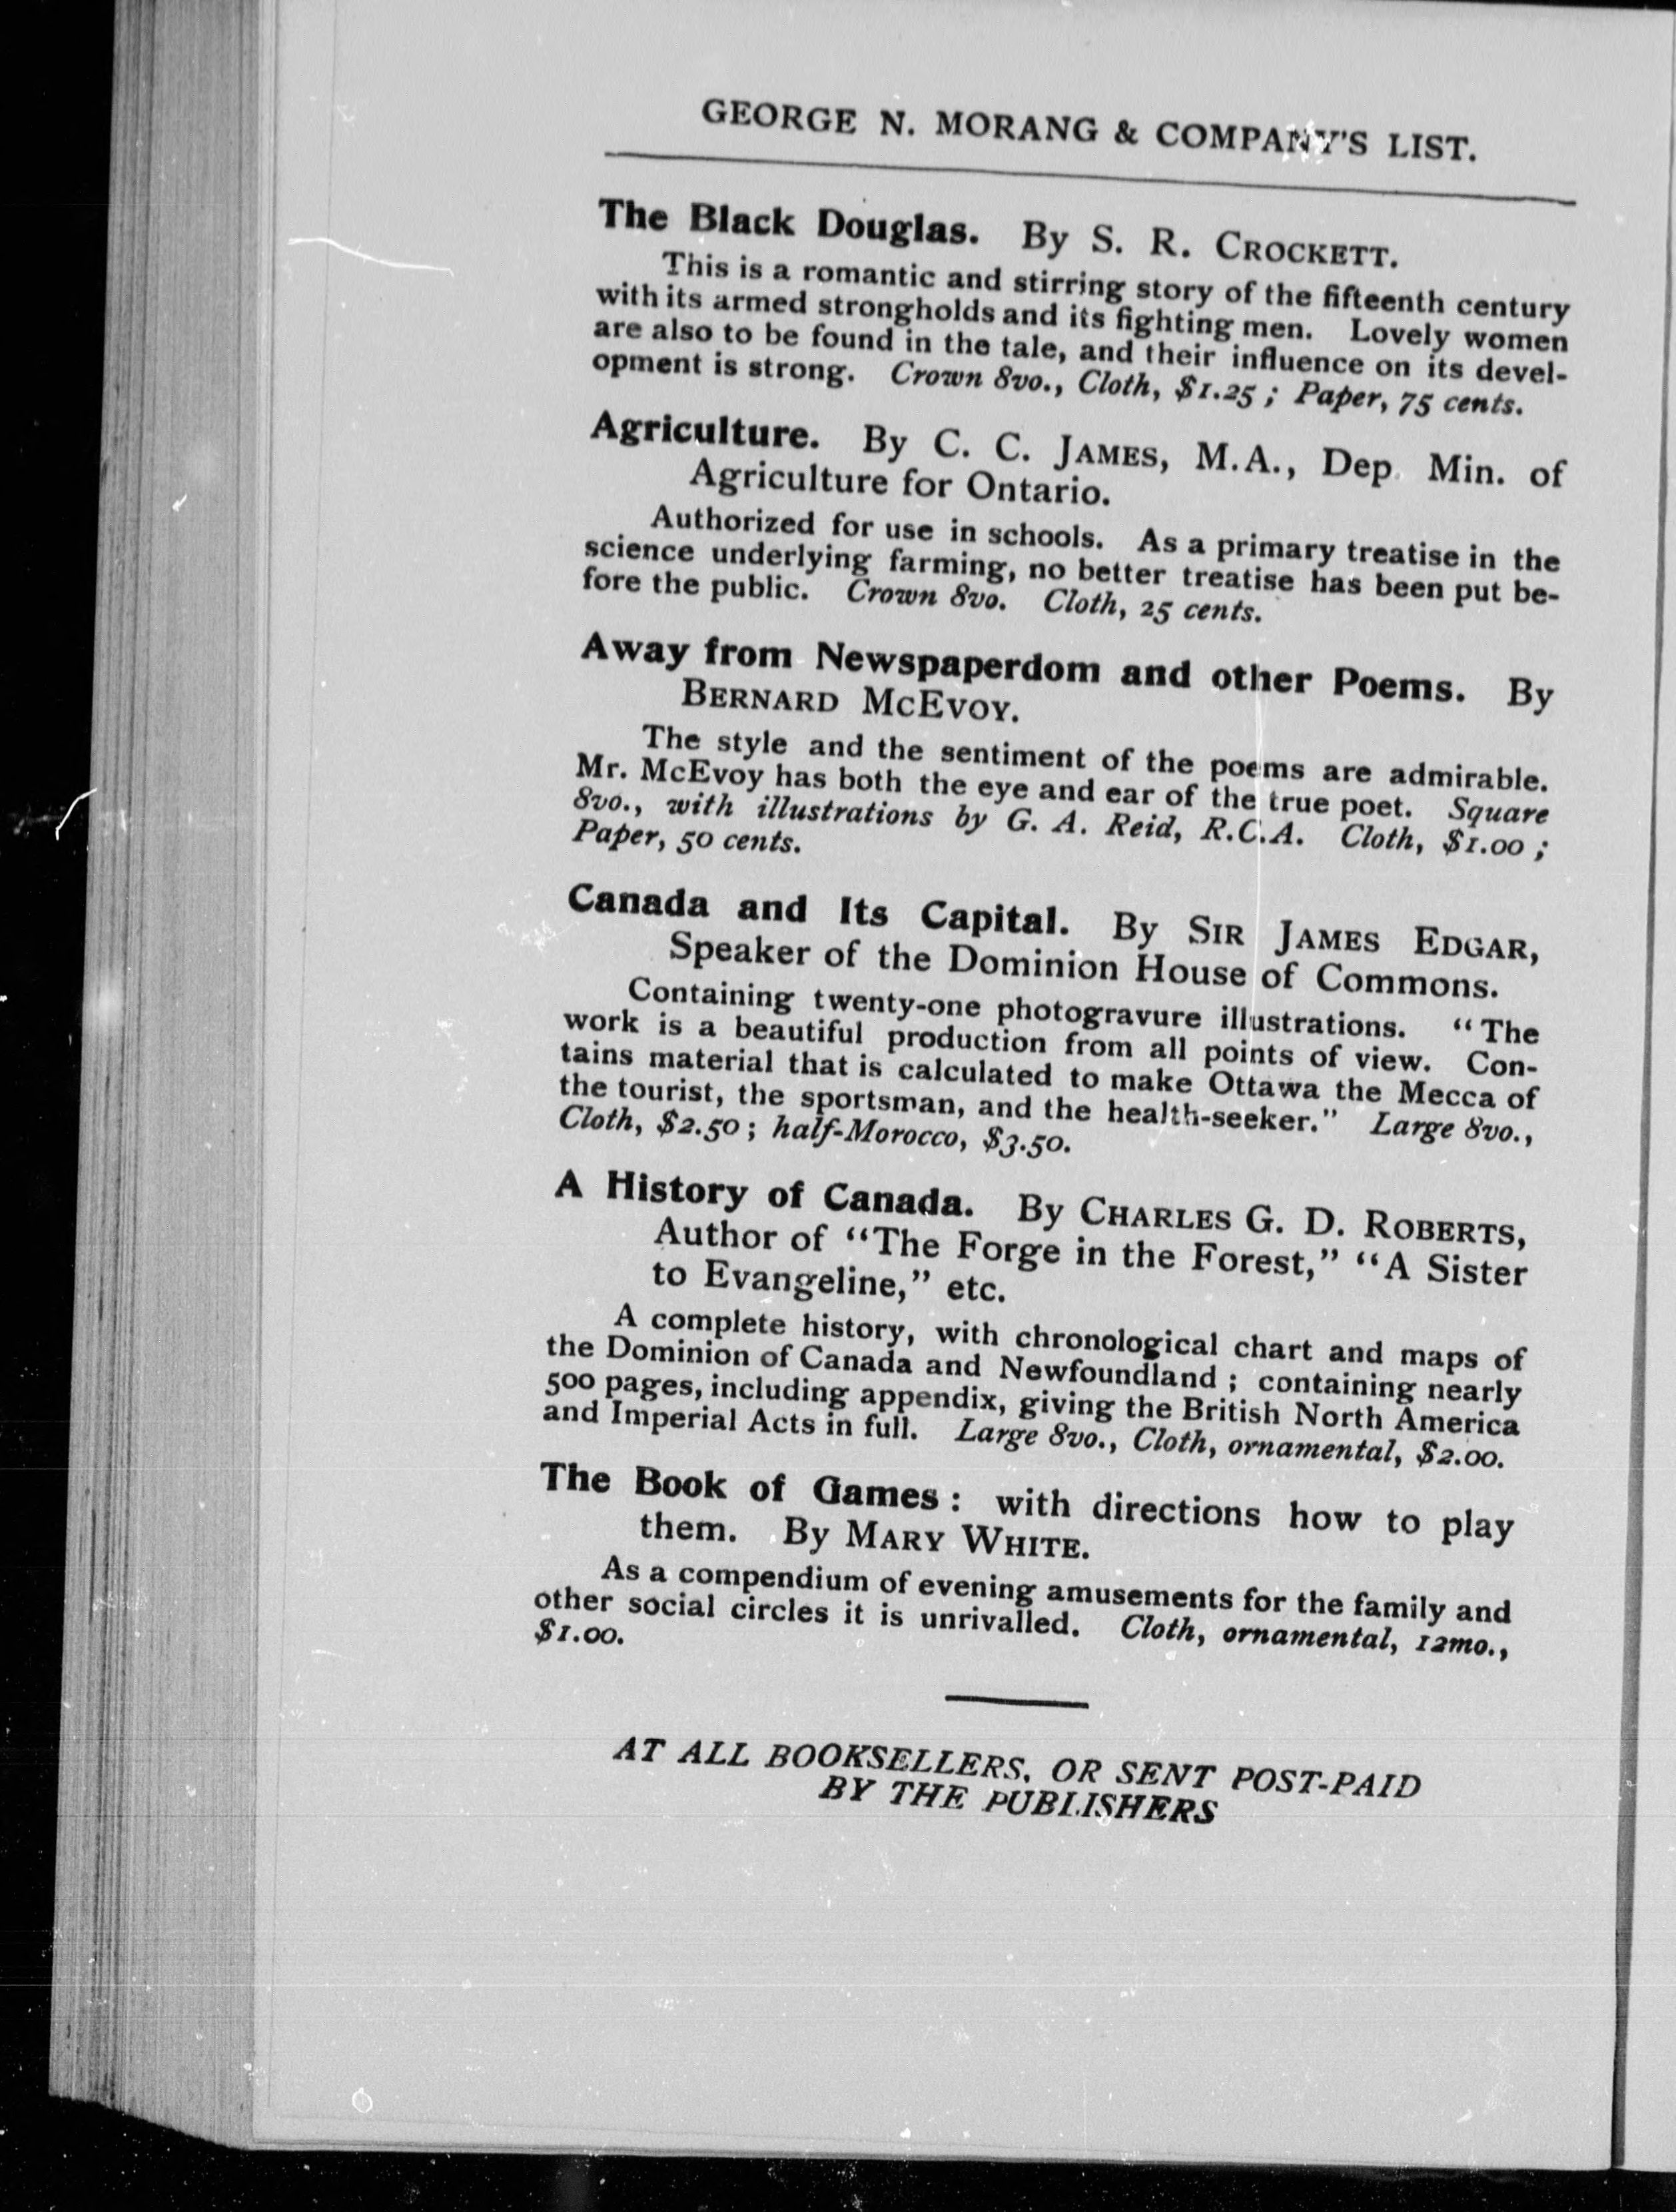 GEORGE N. MORANG & COMPANY'S LIST.
The Black Douglas. By S. R. CROCKETT.
This is a romantic and stirring story of the fifteenth century
with its armed strongholds and its fighting men. Lovely women
are also to be found in the tale, and their influence on its devel-
opment is strong. Crown 8vo., Cloth, $1.25 ; Paper, 75 cents.
Agriculture. By C. C. JAMES, M.A., Dep. Min. of
Agriculture for Ontario.
Authorized for use in schools. As a primary treatise in the
science underlying farming, no better treatise has been put be-
fore the public. Crown 8vo. Cloth, 25 cents.
Away from Newspaperdom and other Poems. By
BERNARD MCEVOY.
The style and the sentiment of the poems are admirable.
Mr. McEvoy has both the eye and ear of the true poet. Square
8vo., with illustrations by G. A. Reid, R.C.A. Cloth, $1.00 ;
Paper, 50 cents.
Canada and Its Capital. By SIR JAMES EDGAR,
Speaker of the Dominion House of Commons.
Containing twenty-one photogravure illustrations. "The
work is a beautiful production from all points of view. Con-
tains material that is calculated to make Ottawa the Mecca of
the tourist, the sportsman, and the health-seeker." Large 8vo.,
Cloth, $2.50 ; half-Morocco, $3.50.
A History of Canada. By CHARLES G. D. ROBERTS,
Author of "The Forge in the Forest," "A Sister
to Evangeline," etc.
A complete history, with chronological chart and maps of
the Dominion of Canada and Newfoundland ; containing nearly
500 pages, including appendix, giving the British North America
and Imperial Acts in full. Large 8vo., Cloth, ornamental, $2.00.
The Book of Games : with directions how to play
them. By MARY WHITE.
As a compendium of evening amusements for the family and
other social circles it is unrivalled. Cloth, ornamental, 12mo.,
$1.00.
AT ALL BOOKSELLERS, OR SENT POST-PAID
BY THE PUBLISHERS